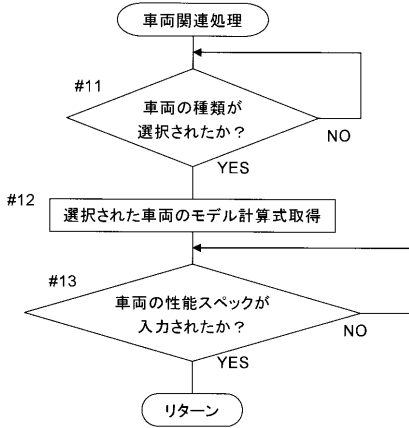 車両関連処理
#11
車両の種類が
選択されたか?
NO
YES
#12
選択された車両のモデル計算式取得
#13
車両の性能スペックが
入力されたか?
NO
YES
リターン